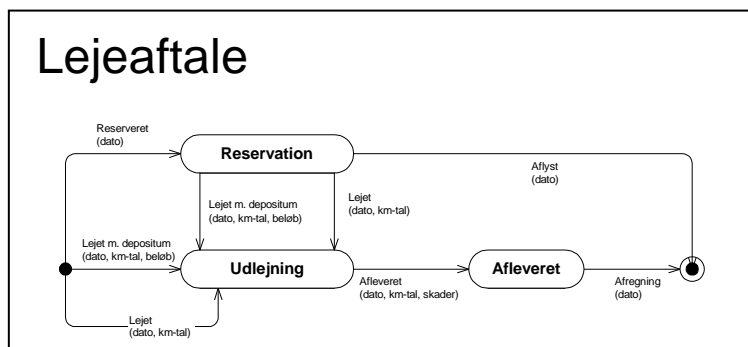 Lejeaftale
Reserveret
(dato)
Reservation
Aflyst
(dato)
Lejet m. depositum
(dato, km-tal, beløb)
Lejet
(dato, km-tal)
Lejet m. depositum
(dato, km-tal, beløb)
Udlejning
Afleveret
(dato, km-tal, skader)
Afleveret
Afregning
(dato)
Lejet
(dato, km-tal)